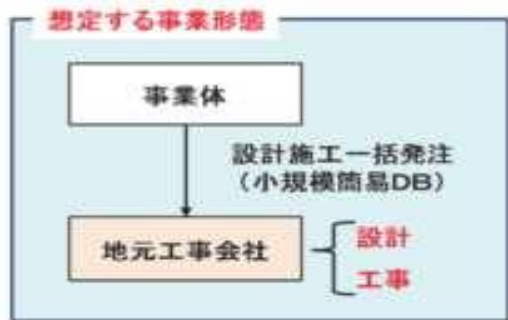 想定する事業形態
事業体
設計施工一括発注
（小規模簡易DB）
地元工事会社
設計
工事